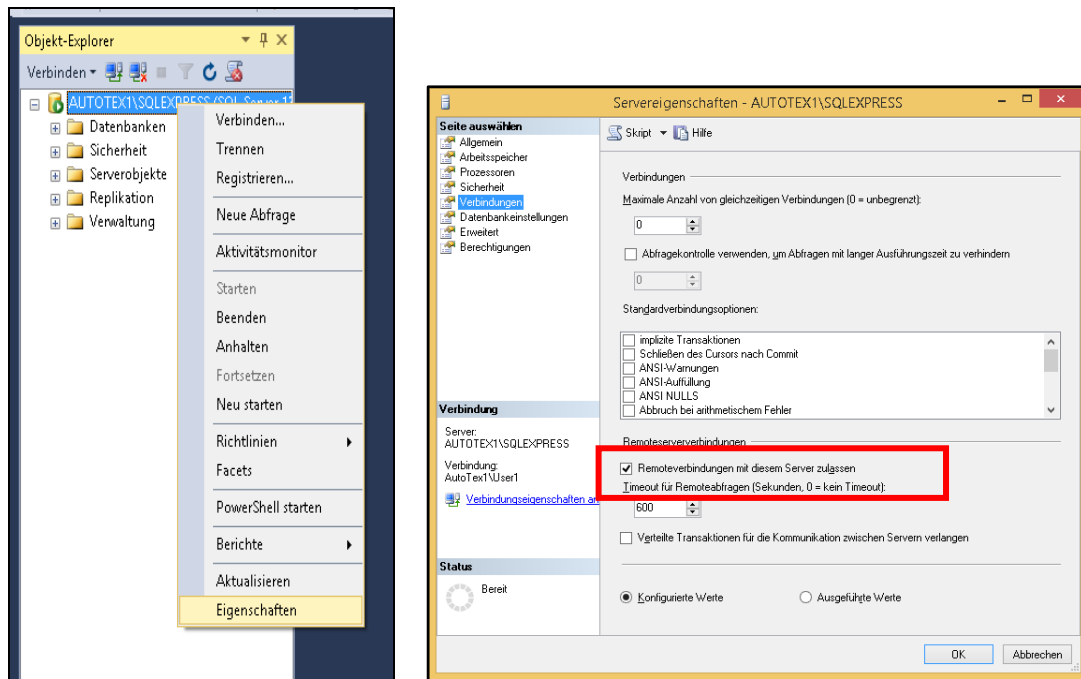 Objekt-Explorer
Verbinden
AUTOTEX1\SQLEXPRESS (SQL Server 1
Datenbanken
Sicherheit
Serverobjekte
Replikation
Verwaltung
Verbinden...
Trennen
Registrieren...
Neue Abfrage
Aktivitätsmonitor
Starten
Beenden
Anhalten
Fortsetzen
Neu starten
Richtlinien
Facets
PowerShell starten
Berichte
Aktualisieren
Eigenschaften
Servereigenschaften - AUTOTEX1\SQLEXPRESS
Seite auswählen
Allgemein
Arbeitsspeicher
Prozessoren
Sicherheit
Verbindungen
Datenbankeinstellungen
Erweitert
Berechtigungen
Verbindung
Server:
AUTOTEX1\SQLEXPRESS
Verbindung:
AutoTex1\User1
Verbindungseigenschaften an
Status
Bereit
Skript Hilfe
Verbindungen
Maximale Anzahl von gleichzeitigen Verbindungen (0 = unbegrenzt):
0
Abfragekontrolle verwenden, um Abfragen mit langer Ausführungszeit zu verhindern
0
Standardverbindungsoptionen:
implizite Transaktionen
Schließen des Cursors nach Commit
ANSI-Warnungen
ANSI-Auffüllung
ANSI NULLS
Abbruch bei arithmetischem Fehler
Remoteserververbindungen
Remoteverbindungen mit diesem Server zulassen
Timeout für Remoteabfragen (Sekunden, 0 = kein Timeout):
600
Verteilte Transaktionen für die Kommunikation zwischen Servern verlangen
Konfigurierte Werte Ausgeführte Werte
OK Abbrechen